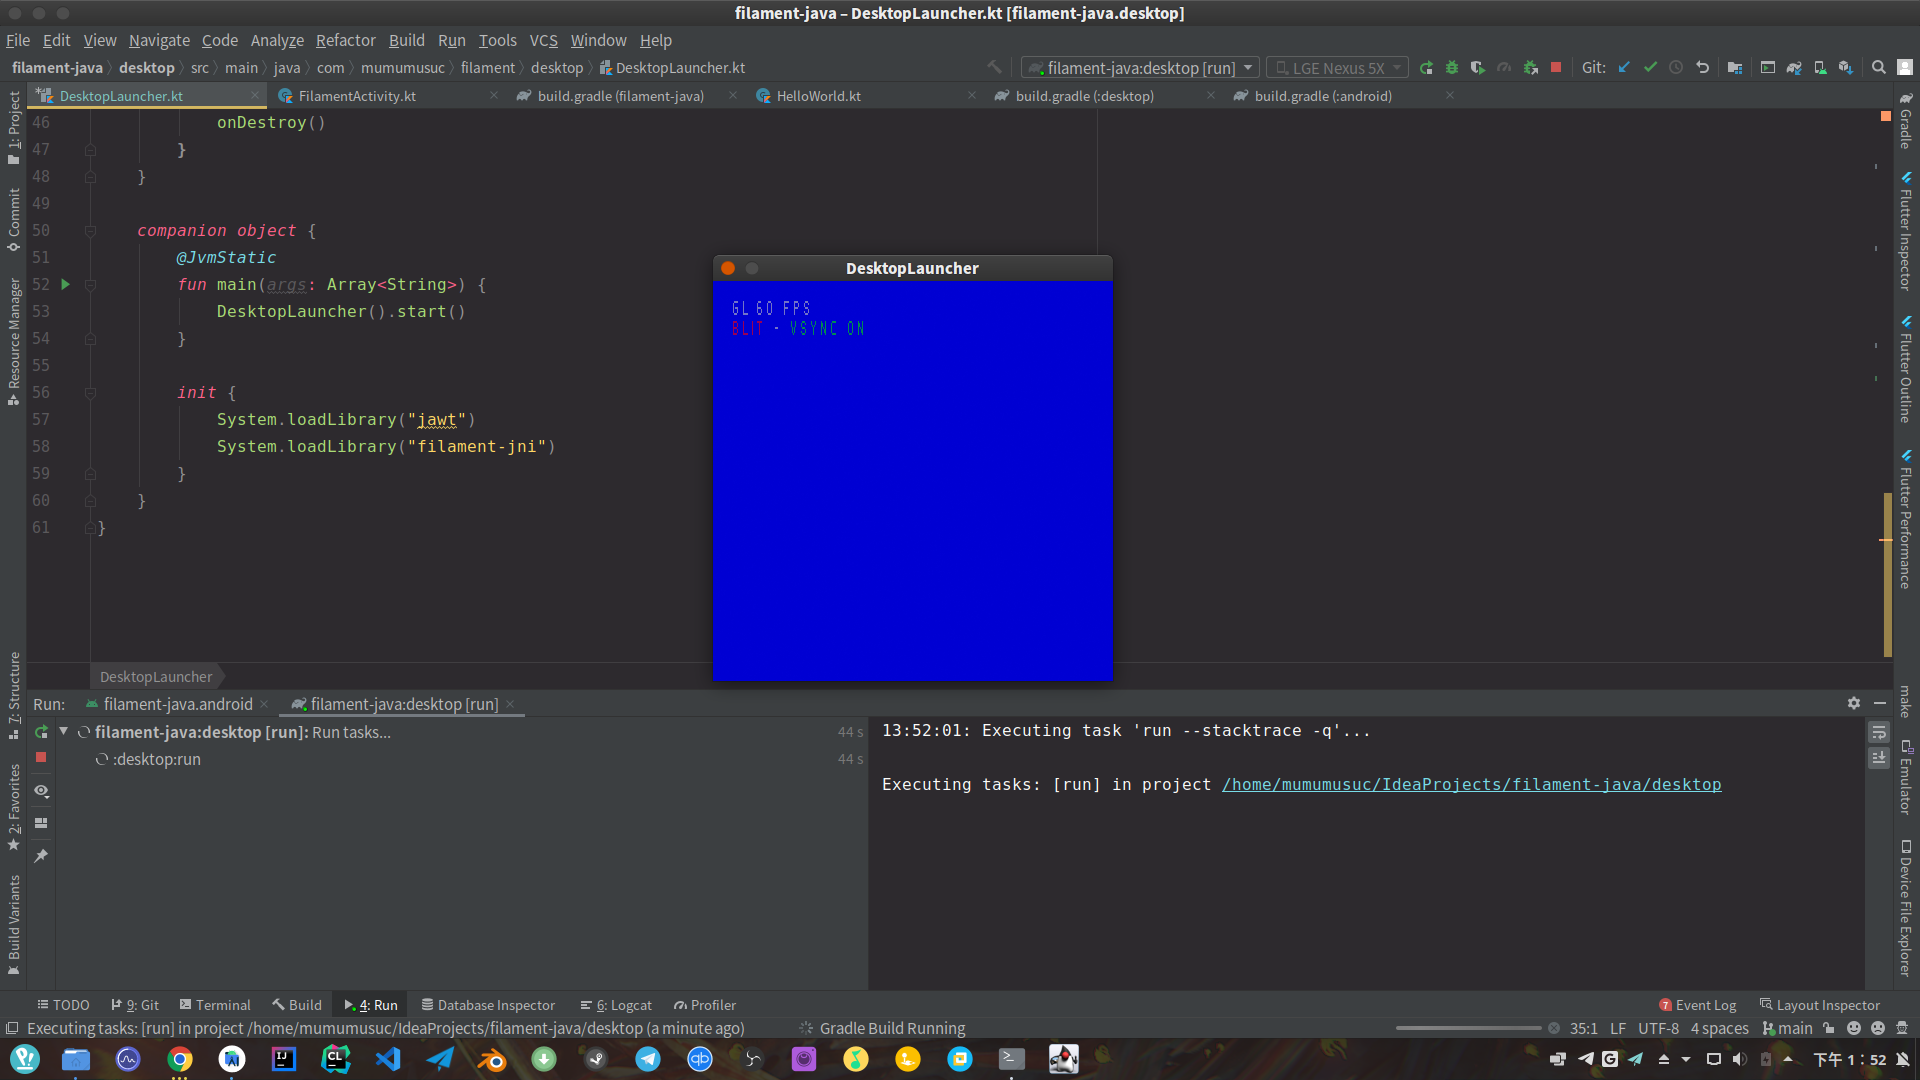 filament-java – DesktopLauncher.kt [filament-java.desktop]
File Edit View Navigate Code Analyze Refactor Build Run Tools VCS Window Help
filament-java desktop src main java com mumumusuc filament desktop DesktopLauncher.kt
filament-java:desktop [run] LGE Nexus 5X Git:
DesktopLauncher.kt FilamentActivity.kt build.gradle (filament-java) HelloWorld.kt build.gradle (:desktop) build.gradle (:android)
46 onDestroy()
47 }
48 }
49
50 companion object {
51 @JvmStatic
52 fun main(args: Array<String>) {
53 DesktopLauncher().start()
54 }
55
56 init {
57 System.loadLibrary("jawt")
58 System.loadLibrary("filament-jni")
59 }
60 }
61 }
DesktopLauncher
DesktopLauncher
GL 60 FPS
BLIT - VSYNC ON
1: Project
Commit
Resource Manager
7: Structure
2: Favorites
Build Variants
Gradle
Flutter Inspector
Flutter Outline
Flutter Performance
make
Emulator
Device File Explorer
Run: filament-java.android filament-java:desktop [run]
filament-java:desktop [run]: Run tasks... 44 s
:desktop:run 44 s
13:52:01: Executing task 'run --stacktrace -q'...
Executing tasks: [run] in project /home/mumumusuc/IdeaProjects/filament-java/desktop
TODO 9: Git Terminal Build 4: Run Database Inspector 6: Logcat Profiler 7 Event Log Layout Inspector
Executing tasks: [run] in project /home/mumumusuc/IdeaProjects/filament-java/desktop (a minute ago) Gradle Build Running 35:1 LF UTF-8 4 spaces main
IJ CL qb G 下午 1:52